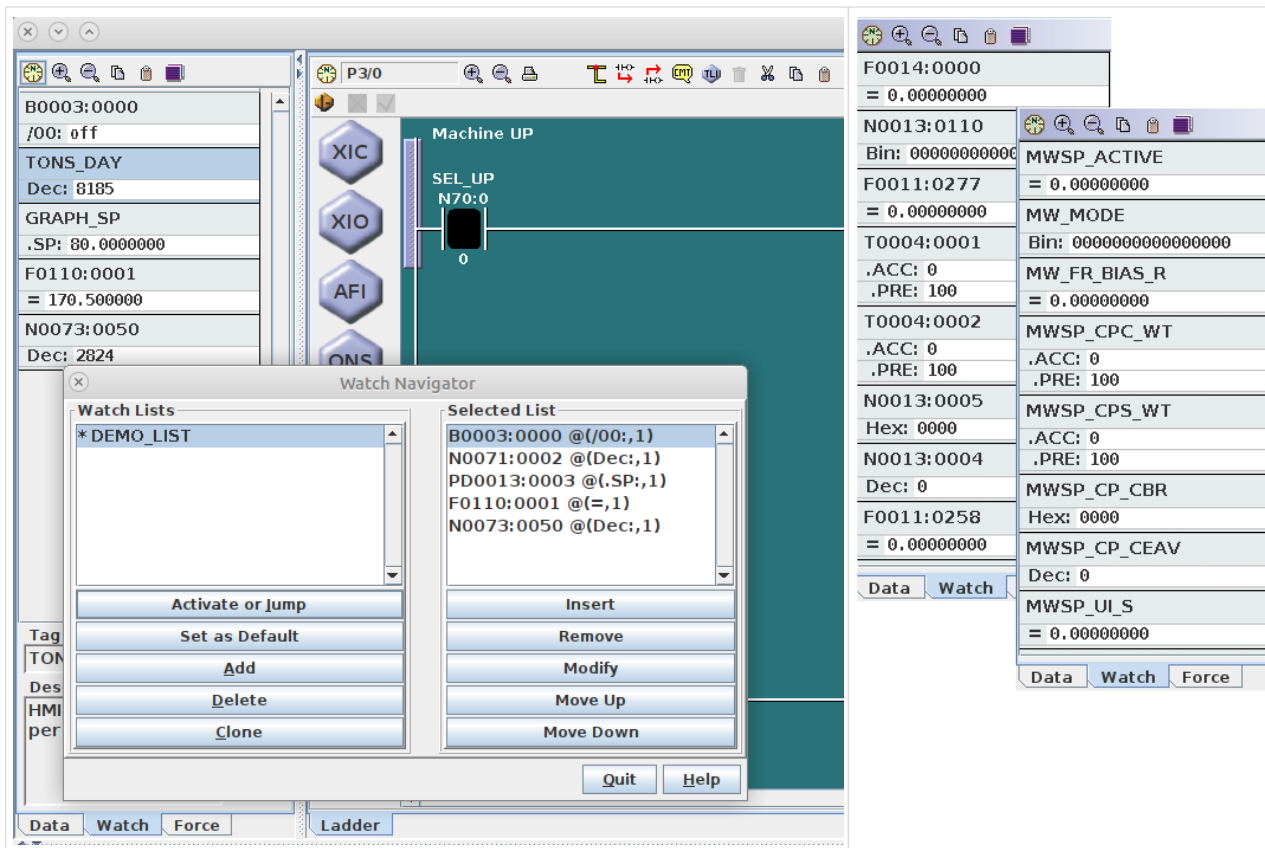 P3/0
CMT
TLI
B0003:0000
/00: off
TONS_DAY
Dec: 8185
GRAPH_SP
.SP: 80.0000000
F0110:0001
= 170.500000
N0073:0050
Dec: 2824
XIC
XIO
AFI
ONS
Machine UP
SEL_UP
N70:0
0
Watch Navigator
Watch Lists
* DEMO_LIST
Activate or Jump
Set as Default
Add
Delete
Clone
Selected List
B0003:0000 @(/00:,1)
N0071:0002 @(Dec:,1)
PD0013:0003 @(.SP:,1)
F0110:0001 @(=,1)
N0073:0050 @(Dec:,1)
Insert
Remove
Modify
Move Up
Move Down
Quit
Help
Tag
TON
Des
HMI
per
Data
Watch
Force
Ladder
F0014:0000
= 0.00000000
N0013:0110
Bin: 00000000000
F0011:0277
= 0.00000000
T0004:0001
.ACC: 0
.PRE: 100
T0004:0002
.ACC: 0
.PRE: 100
N0013:0005
Hex: 0000
N0013:0004
Dec: 0
F0011:0258
= 0.00000000
Data
Watch
MWSP_ACTIVE
= 0.00000000
MW_MODE
Bin: 0000000000000000
MW_FR_BIAS_R
= 0.00000000
MWSP_CPC_WT
.ACC: 0
.PRE: 100
MWSP_CPS_WT
.ACC: 0
.PRE: 100
MWSP_CP_CBR
Hex: 0000
MWSP_CP_CEAV
Dec: 0
MWSP_UI_S
= 0.00000000
Data
Watch
Force